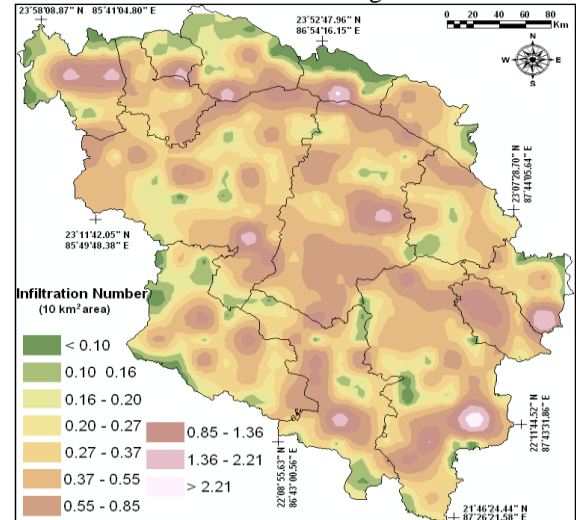 23°58'08.87" N 85°41'04.80" E
23°52'47.96" N
86°54'16.15" E
0 20 40 60 80
Km
N
W E
S
23°07'28.70" N
87°44'05.64" E
23°11'42.05" N
85°49'48.38" E
Infiltration Number
(10 km² area)
< 0.10
0.10 0.16
0.16 - 0.20
0.20 - 0.27
0.27 - 0.37
0.37 - 0.55
0.55 - 0.85
0.85 - 1.36
1.36 - 2.21
> 2.21
22°08'55.63" N
86°43'00.56" E
22°11'44.52" N
87°43'31.86" E
21°46'24.44" N
87°26'21.58" E